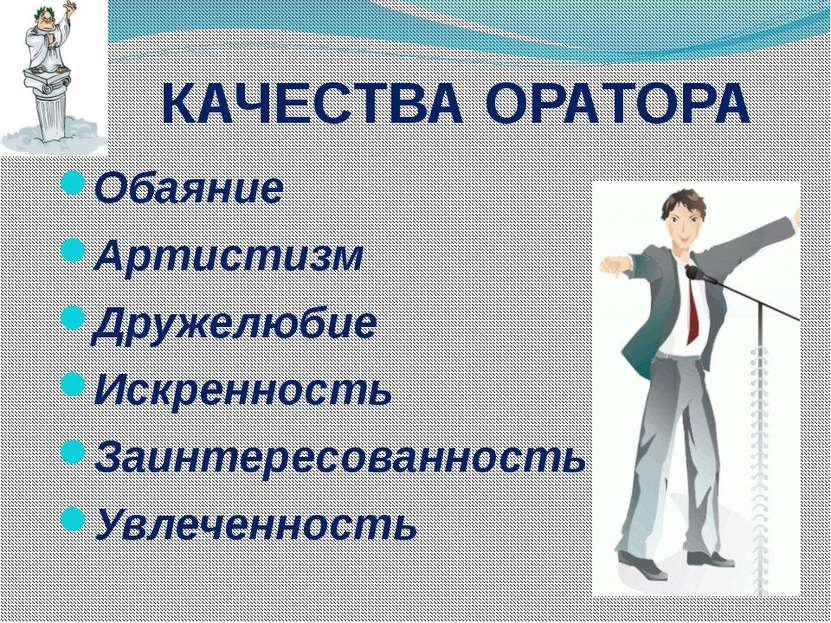 КАЧЕСТВА ОРАТОРА
Обаяние
Артистизм
Дружелюбие
Искренность
Заинтересованность
Увлеченность